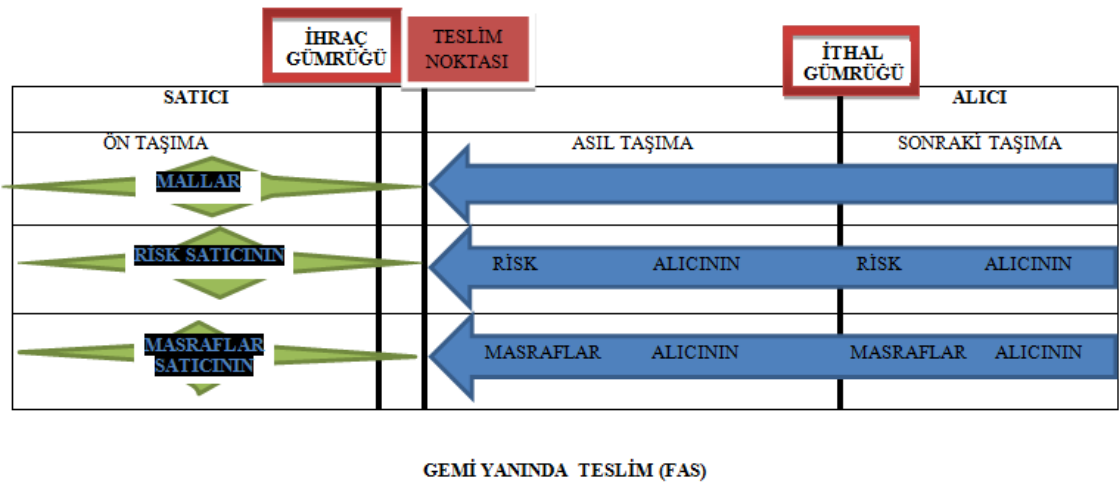 İHRAÇ
GÜMRÜĞÜ
TESLİM
NOKTASI
İTHAL
GÜMRÜĞÜ
SATICI
ALICI
ÖN TAŞIMA
ASIL TAŞIMA
SONRAKİ TAŞIMA
MALLAR
RİSK SATICININ
RİSK ALICININ
RİSK ALICININ
MASRAFLAR
SATICININ
MASRAFLAR ALICININ
MASRAFLAR ALICININ
GEMİ YANINDA TESLİM (FAS)